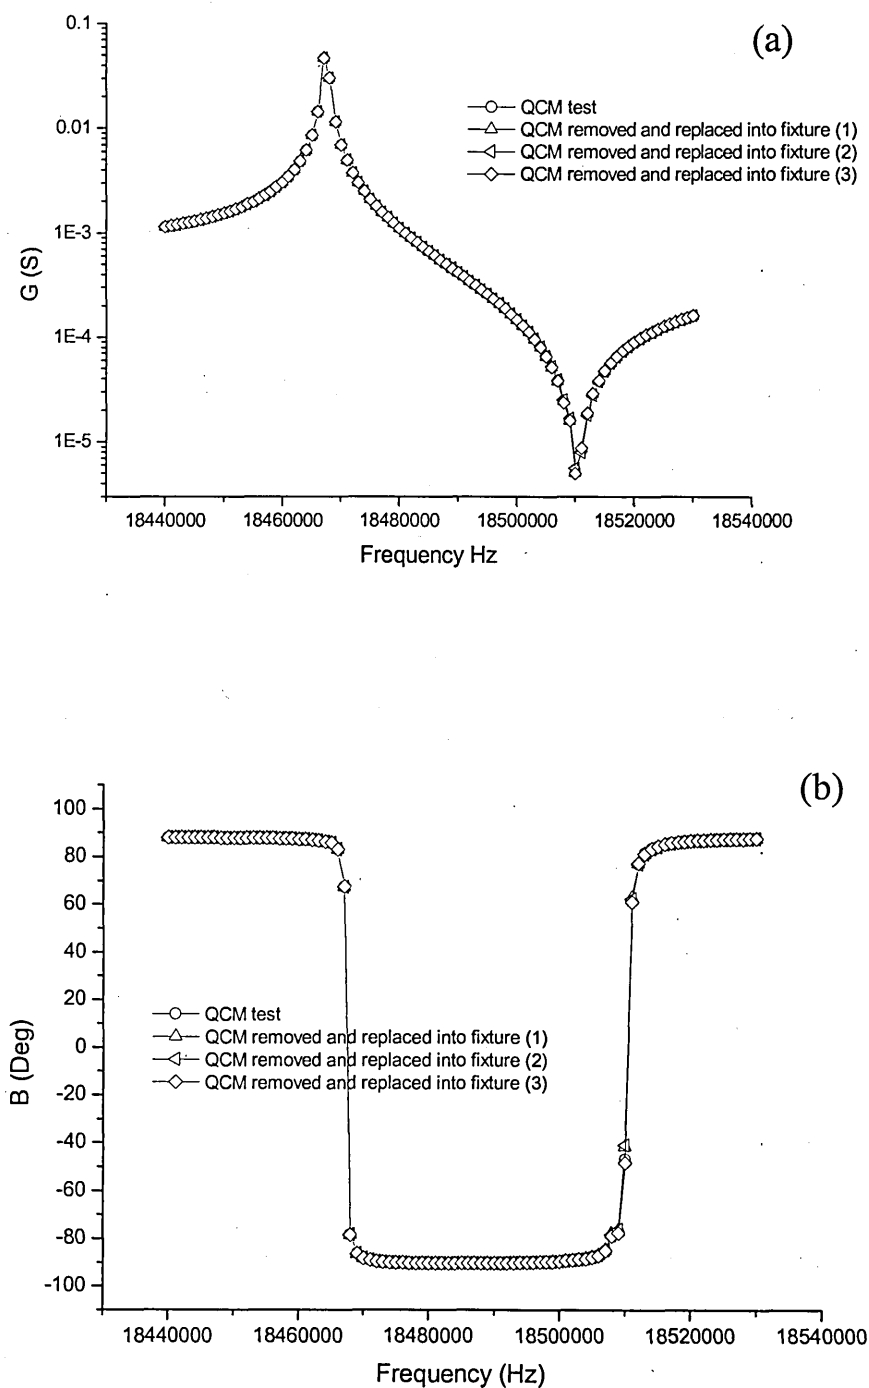 (a)
0.1
0.01
1E-3
1E-4
1E-5
G (S)
QCM test
QCM removed and replaced into fixture (1)
QCM removed and replaced into fixture (2)
QCM removed and replaced into fixture (3)
18440000 18460000 18480000 18500000 18520000 18540000
Frequency Hz
(b)
100
80
60
40
20
0
-20
-40
-60
-80
-100
B (Deg)
QCM test
QCM removed and replaced into fixture (1)
QCM removed and replaced into fixture (2)
QCM removed and replaced into fixture (3)
18440000 18460000 18480000 18500000 18520000 18540000
Frequency (Hz)